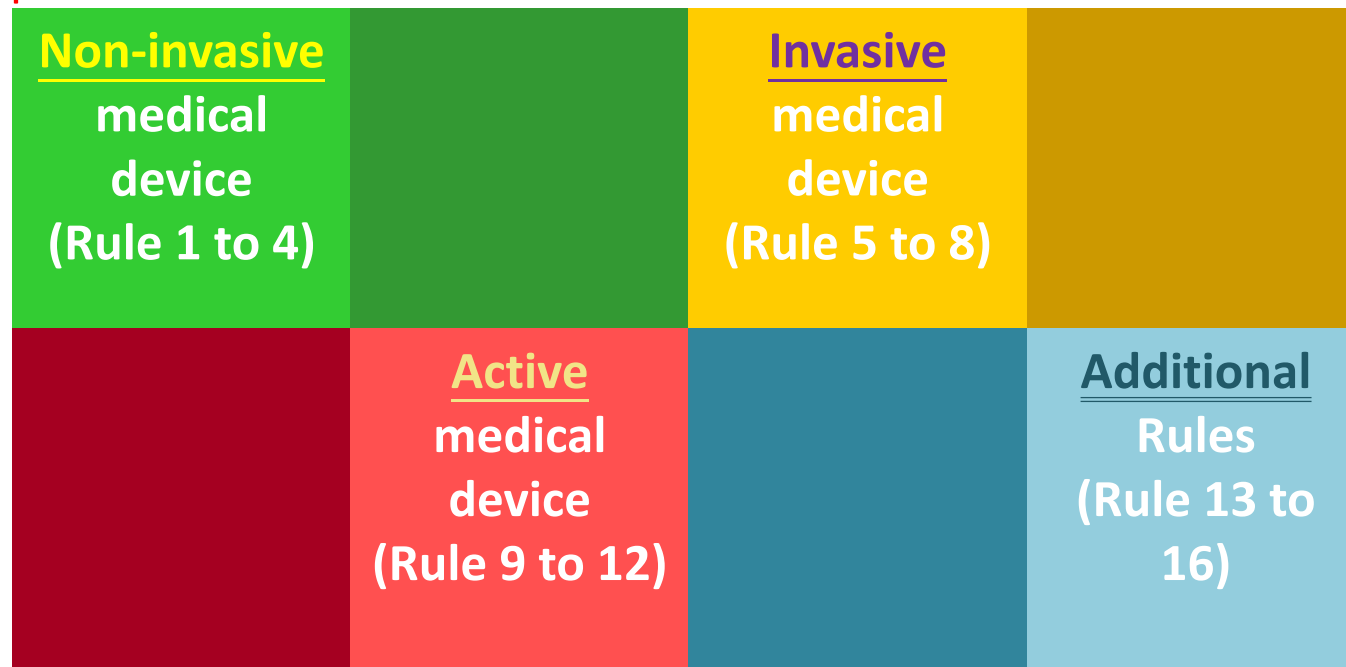 Non-invasive
medical
device
(Rule 1 to 4)
Invasive
medical
device
(Rule 5 to 8)
Active
medical
device
(Rule 9 to 12)
Additional
Rules
(Rule 13 to
16)